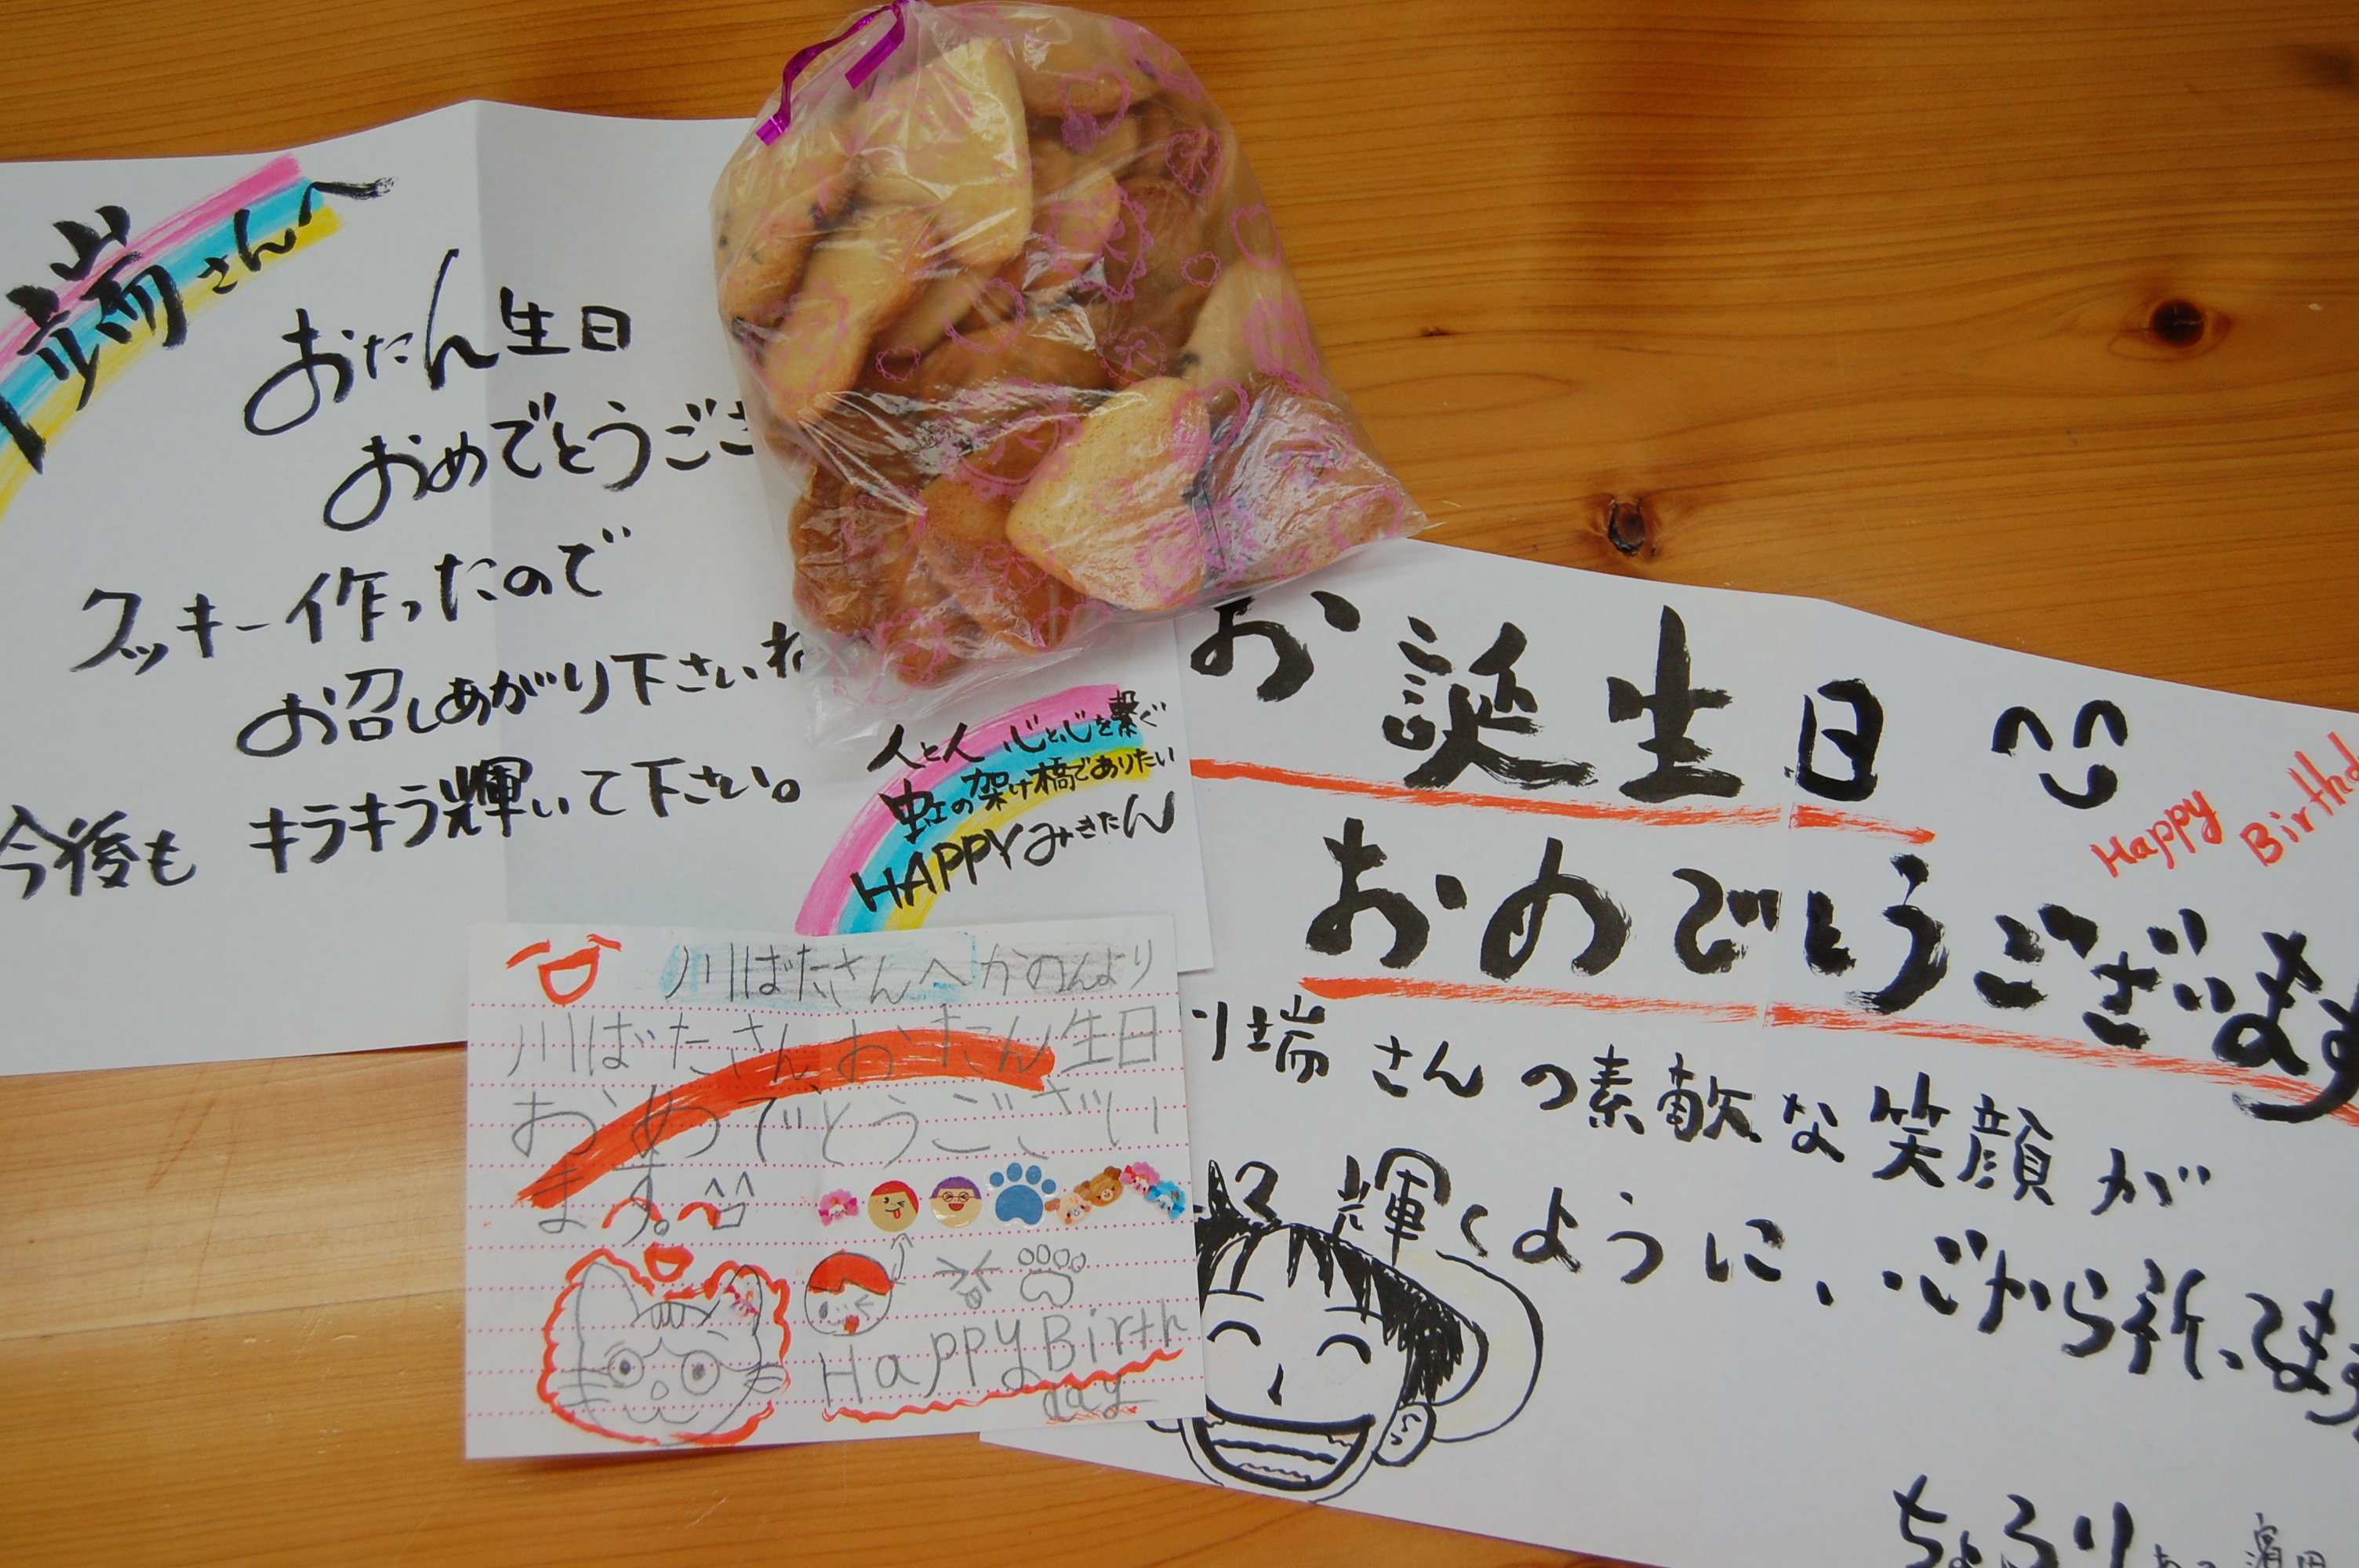 端さんへ
おたん生日
おめでとうござ
クッキー作ったので
お召しあがり下さいね
今後も キラキラ輝いて下さい。
人と人 心と心を繋ぐ
虹の架け橋でありたい
HAPPYみきたん
川ばたさんへかのんより
川ばたさん、おたん生日
おめでとうござい
ます。
Happy Birth
day
お誕生日
Happy Birthd
おめでとうございます
端さんの素敵な笑顔が
輝くように、心から祈ってます
ちょろり